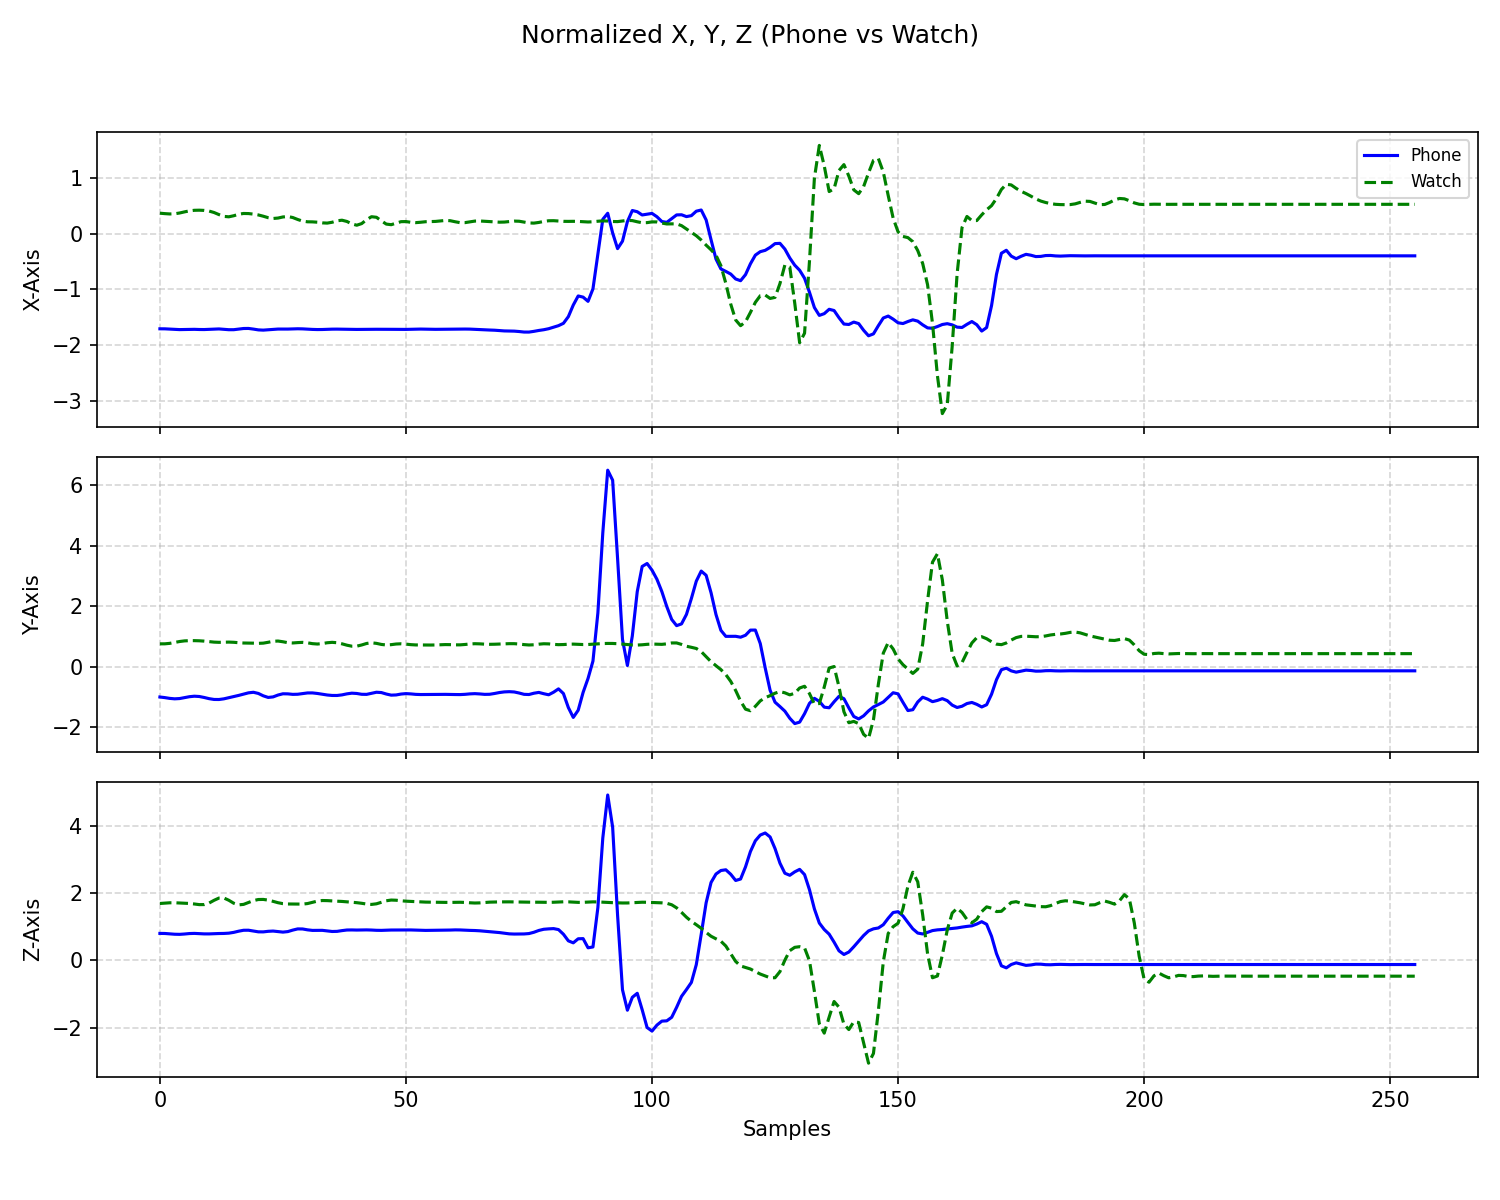 Normalized X, Y, Z (Phone vs Watch)
Phone
Watch
X-Axis
1
0
−1
−2
−3
Y-Axis
6
4
2
0
−2
Z-Axis
4
2
0
−2
0 50 100 150 200 250
Samples